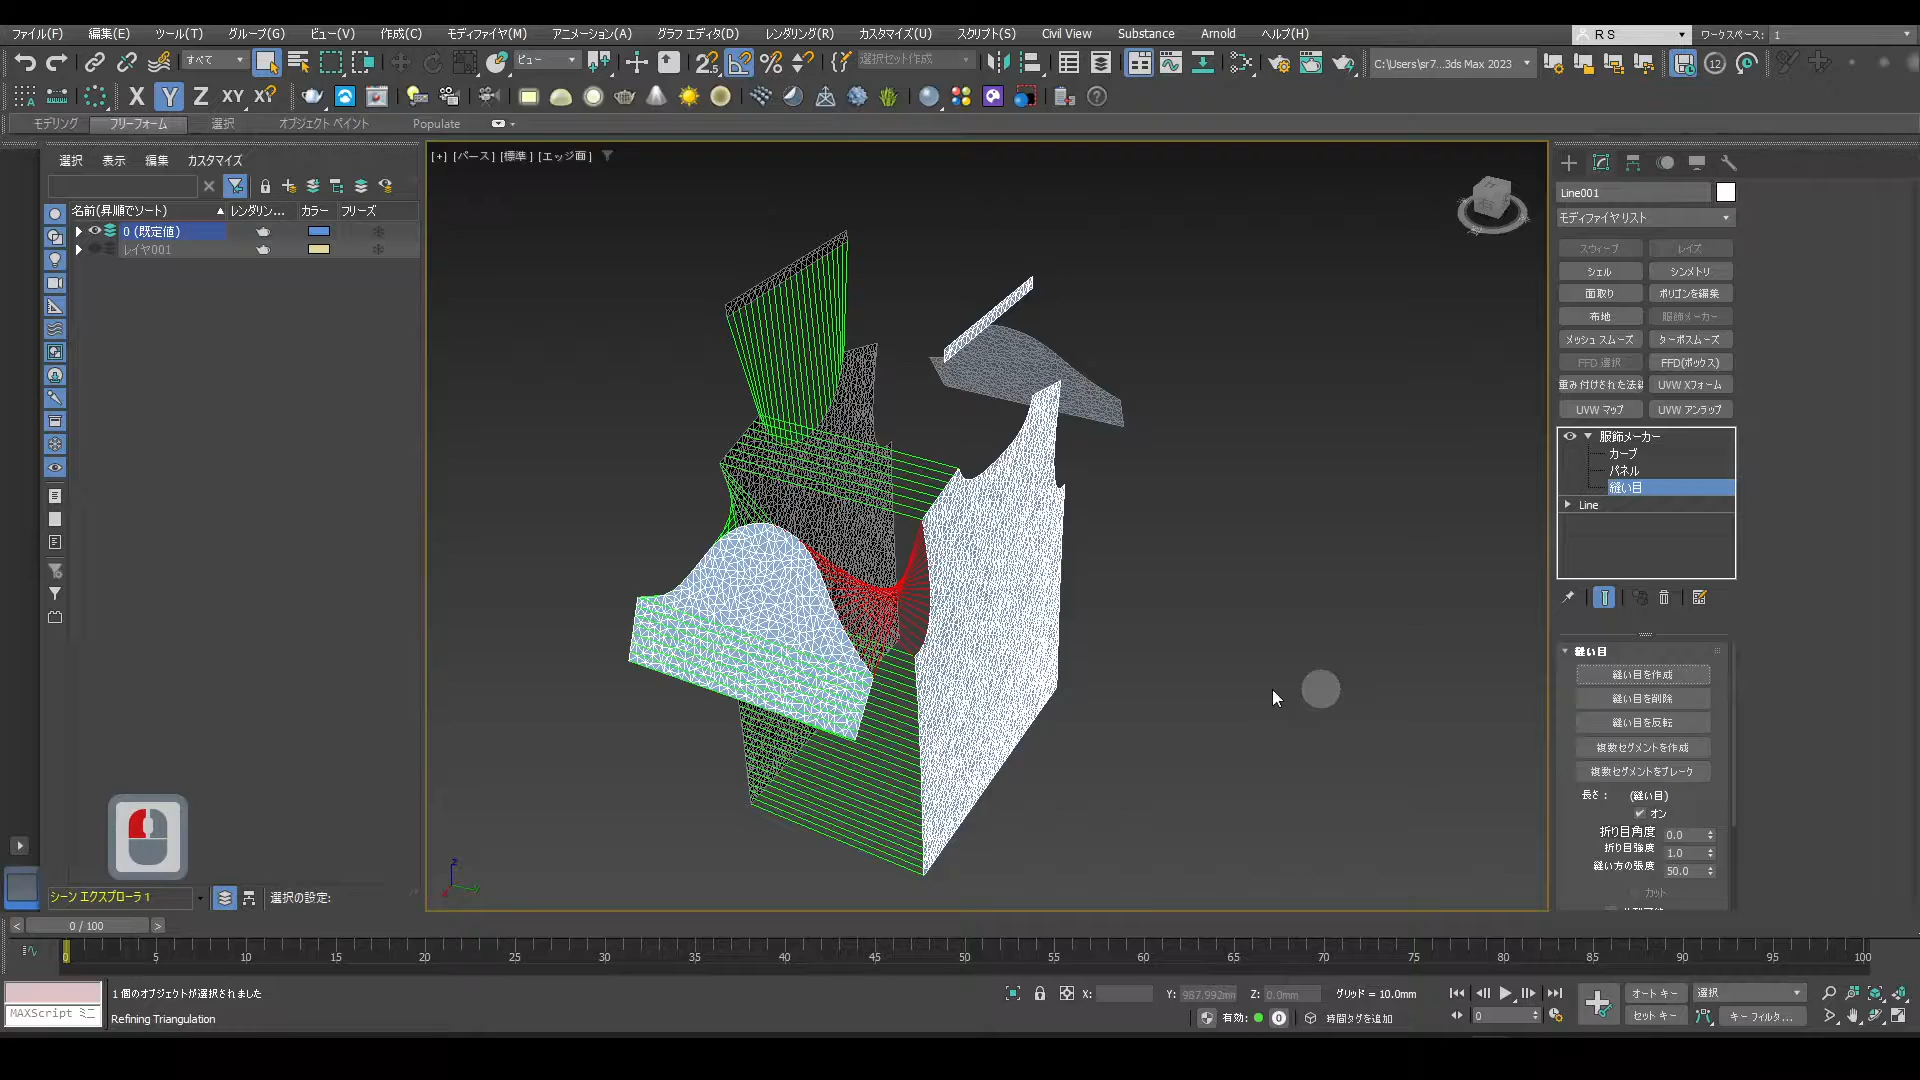 ファイル(F) 編集(E) ツール(T) グループ(G) ビュー(V) 作成(C) モディファイヤ(M) アニメーション(A) グラフ エディタ(D) レンダリング(R) カスタマイズ(U) スクリプト(S) Civil View Substance Arnold ヘルプ(H) R S ワークスペース: 1
すべて ビュー 選択セット作成 C:\Users\sr7...3ds Max 2023 12
X Y Z XY XY
モデリング フリーフォーム 選択 オブジェクト ペイント Populate
選択 表示 編集 カスタマイズ
[+] [パース] [標準] [エッジ面]
名前(昇順でソート) レンダリン... カラー フリーズ
0 (既定値)
レイヤ001
Line001
モディファイヤ リスト
スウィープ レイズ
シェル シンメトリ
面取り ポリゴンを編集
布地 服飾メーカー
メッシュ スムーズ ターボスムーズ
FFD 選択 FFD(ボックス)
重み付けされた法線 UVW Xフォーム
UVW マップ UVW アンラップ
服飾メーカー
カーブ
パネル
縫い目
Line
縫い目
縫い目を作成
縫い目を削除
縫い目を反転
複数セグメントを作成
複数セグメントをブレーク
長さ: (縫い目)
オン
折り目角度 0.0
折り目強度 1.0
縫い方の張度 50.0
カット
シーン エクスプローラ 1 選択の設定:
< 0 / 100 >
0 5 10 15 20 25 30 35 40 45 50 55 60 65 70 75 80 85 90 95 100
1 個のオブジェクトが選択されました X: Y: 987.992mm Z: 0.0mm グリッド = 10.0mm オート キー 選択
MAXScript ミニ Refining Triangulation 有効: 0 時間タグを追加 0 セット キー キー フィルタ...